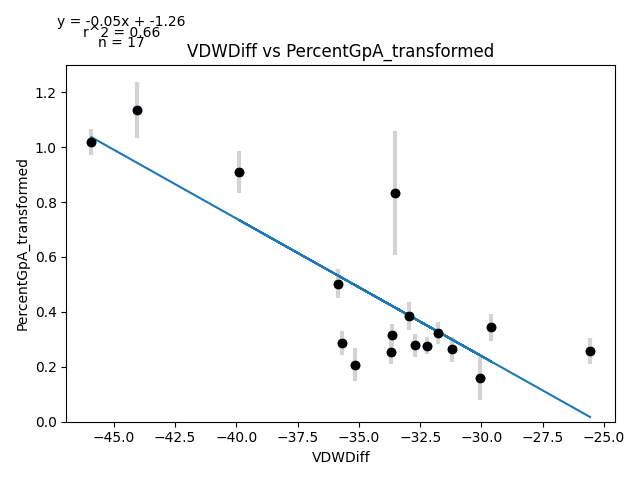 y = -0.05x + -1.26
r^2 = 0.66
n = 17
VDWDiff vs PercentGpA_transformed
PercentGpA_transformed
1.2
1.0
0.8
0.6
0.4
0.2
0.0
−45.0 −42.5 −40.0 −37.5 −35.0 −32.5 −30.0 −27.5 −25.0
VDWDiff